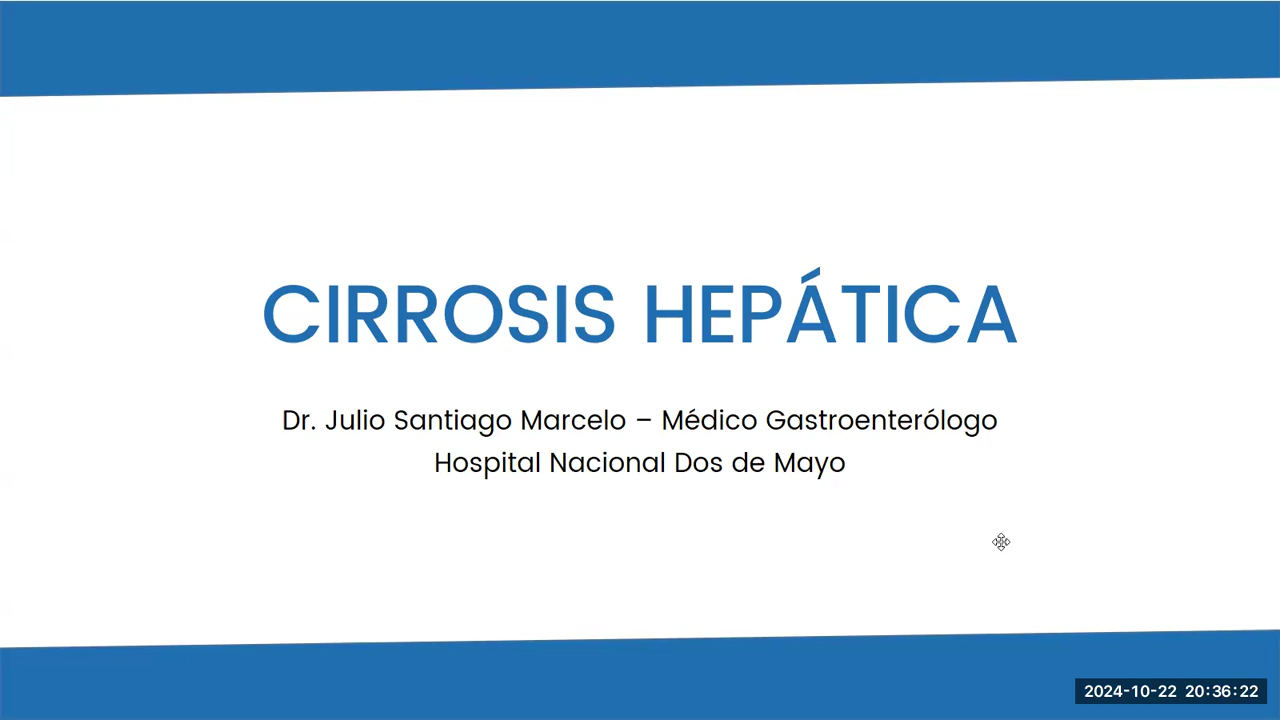 CIRROSIS HEPÁTICA
Dr. Julio Santiago Marcelo – Médico Gastroenterólogo
Hospital Nacional Dos de Mayo
2024-10-22 20:36:22